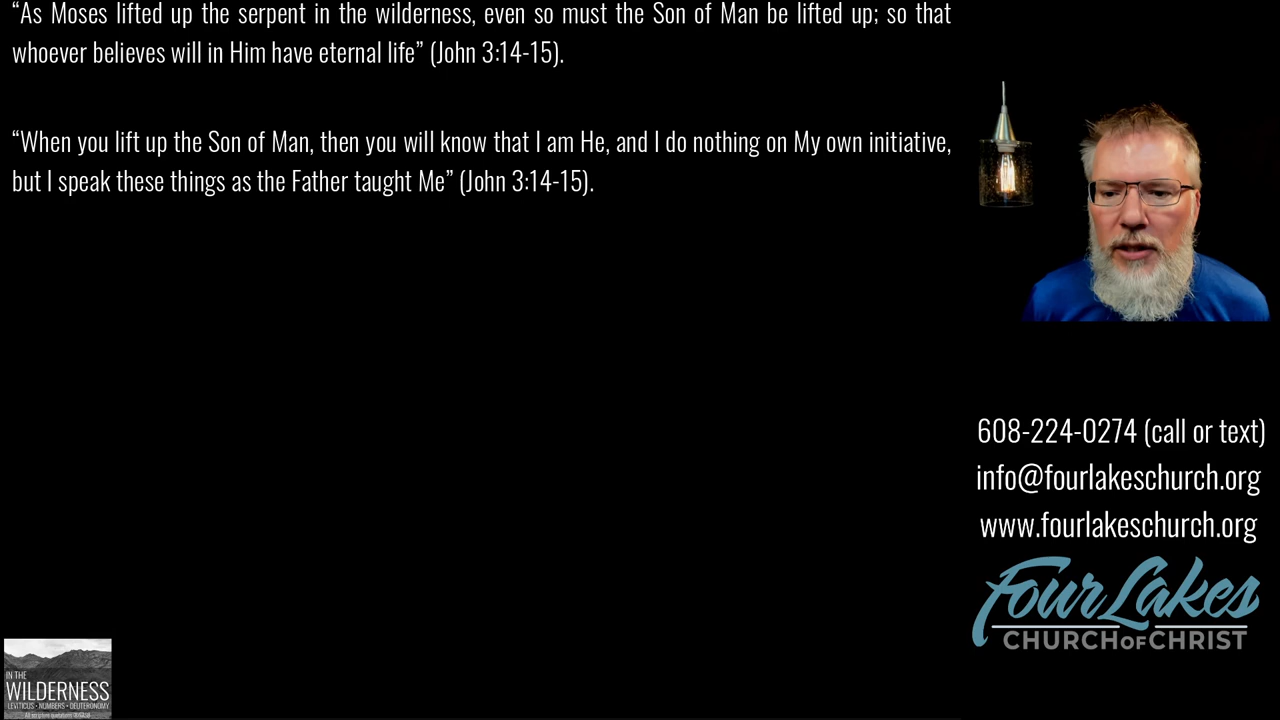 “As Moses lifted up the serpent in the wilderness, even so must the Son of Man be lifted up; so that
whoever believes will in Him have eternal life” (John 3:14-15).
“When you lift up the Son of Man, then you will know that I am He, and I do nothing on My own initiative,
but I speak these things as the Father taught Me” (John 3:14-15).
608-224-0274 (call or text)
info@fourlakeschurch.org
www.fourlakeschurch.org
Four Lakes
CHURCH OF CHRIST
IN THE
WILDERNESS
LEVITICUS • NUMBERS • DEUTERONOMY